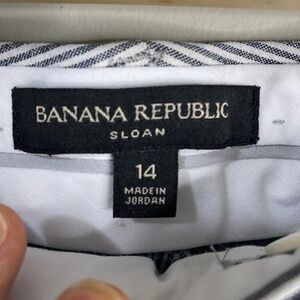 BANANA REPUBLIC
SLOAN
14
MADE IN
JORDAN